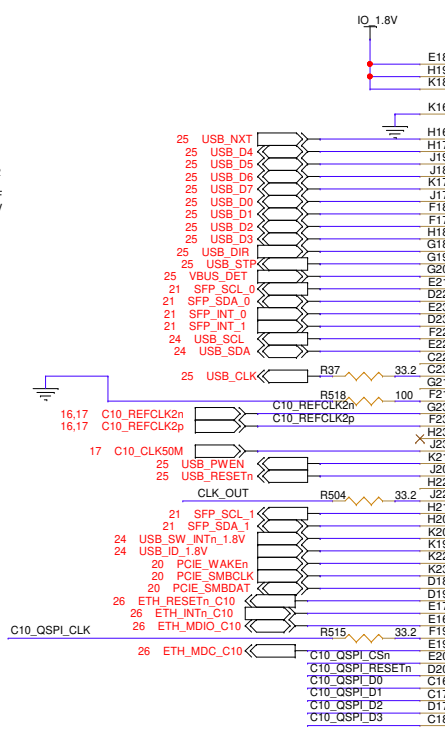 IO_1.8V
E18
H19
K18
K16
25 USB_NXT H16
25 USB_D4 H17
25 USB_D5 J19
25 USB_D6 J18
25 USB_D7 K17
25 USB_D0 J17
25 USB_D1 F18
25 USB_D2 F17
25 USB_D3 H18
25 USB_DIR G18
25 USB_STP G19
25 VBUS_DET G20
21 SFP_SCL_0 E21
21 SFP_SDA_0 D22
21 SFP_INT_0 E23
21 SFP_INT_1 D23
24 USB_SCL F22
24 USB_SDA E22
C22
25 USB_CLK R37 33.2 C23
G21
R518 100 F21
16,17 C10_REFCLK2n C10_REFCLK2n G23
16,17 C10_REFCLK2p C10_REFCLK2p F23
H23
17 C10_CLK50M J23
25 USB_PWEN K21
25 USB_RESETn J20
H22
CLK_OUT R504 33.2 J22
21 SFP_SCL_1 H21
21 SFP_SDA_1 H20
24 USB_SW_INTn_1.8V K20
24 USB_ID_1.8V K19
20 PCIE_WAKEn K22
20 PCIE_SMBCLK K23
20 PCIE_SMBDAT D18
26 ETH_RESETn_C10 D19
26 ETH_INTn_C10 E17
26 ETH_MDIO_C10 E16
C10_QSPI_CLK R515 33.2 F19
26 ETH_MDC_C10 E19
C10_QSPI_CSn E20
C10_QSPI_RESETn D20
C10_QSPI_D0 C16
C10_QSPI_D1 C17
C10_QSPI_D2 D17
C10_QSPI_D3 C18